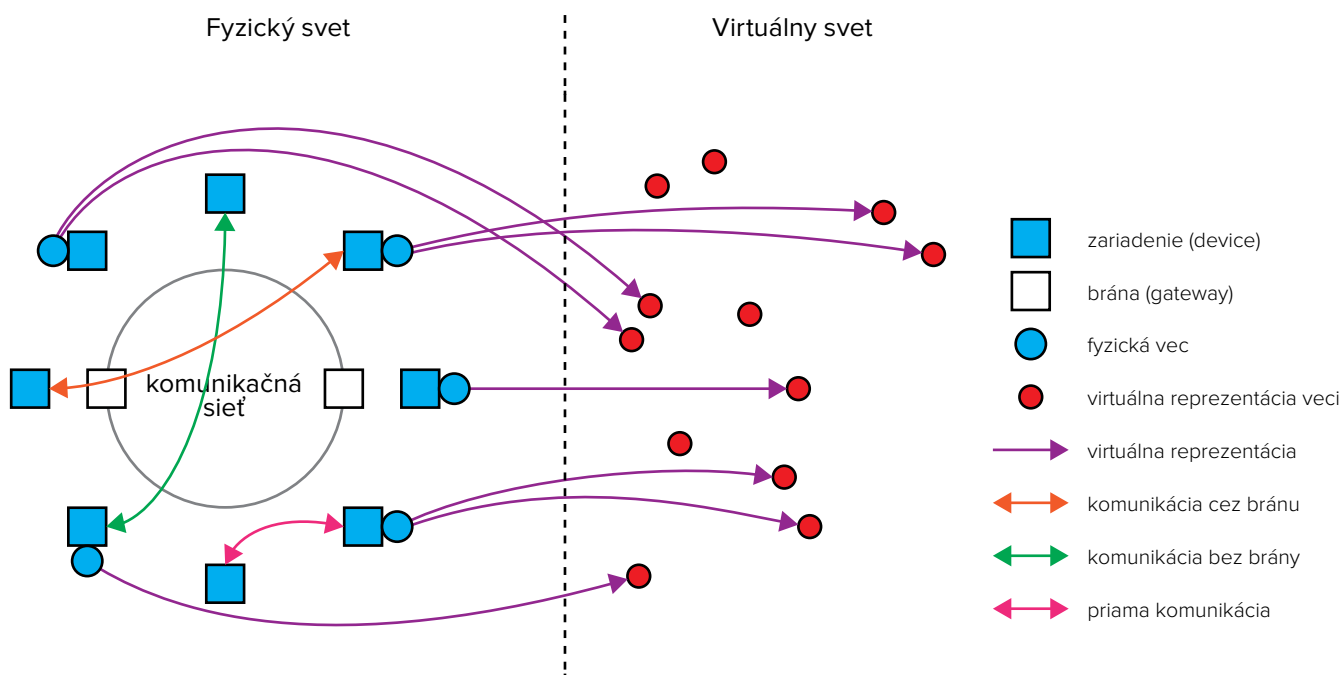 Fyzický svet
Virtuálny svet
komunikačná
sieť
zariadenie (device)
brána (gateway)
fyzická vec
virtuálna reprezentácia veci
virtuálna reprezentácia
komunikácia cez bránu
komunikácia bez brány
priama komunikácia